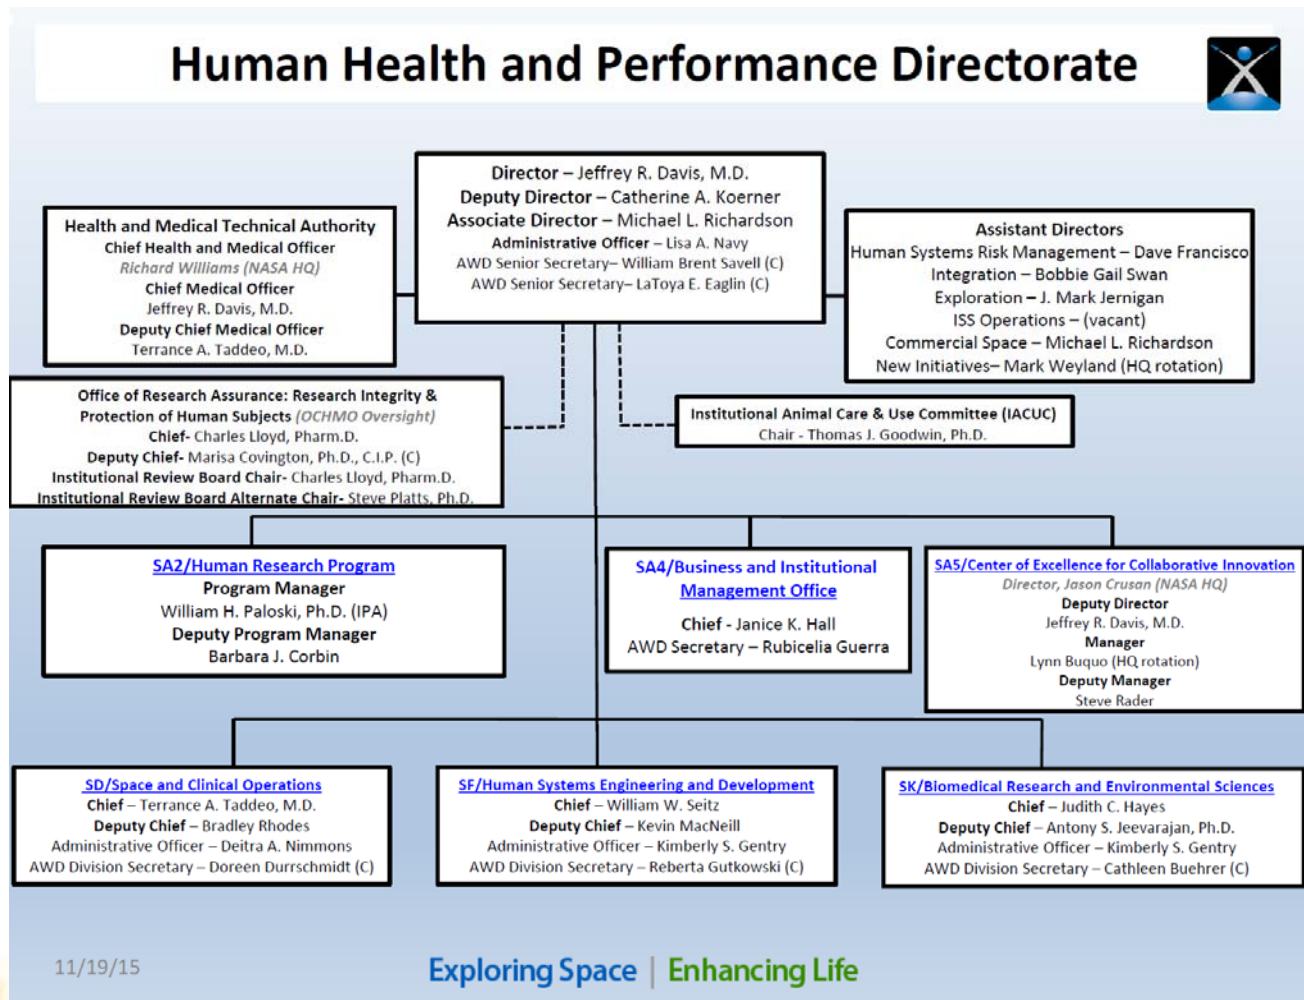 Human Health and Performance Directorate
Director – Jeffrey R. Davis, M.D.
Deputy Director – Catherine A. Koerner
Associate Director – Michael L. Richardson
Administrative Officer – Lisa A. Navy
AWD Senior Secretary– William Brent Savell (C)
AWD Senior Secretary– LaToya E. Eaglin (C)
Health and Medical Technical Authority
Chief Health and Medical Officer
Richard Williams (NASA HQ)
Chief Medical Officer
Jeffrey R. Davis, M.D.
Deputy Chief Medical Officer
Terrance A. Taddeo, M.D.
Assistant Directors
Human Systems Risk Management – Dave Francisco
Integration – Bobbie Gail Swan
Exploration – J. Mark Jernigan
ISS Operations – (vacant)
Commercial Space – Michael L. Richardson
New Initiatives– Mark Weyland (HQ rotation)
Office of Research Assurance: Research Integrity &
Protection of Human Subjects (OCHMO Oversight)
Chief- Charles Lloyd, Pharm.D.
Deputy Chief- Marisa Covington, Ph.D., C.I.P. (C)
Institutional Review Board Chair- Charles Lloyd, Pharm.D.
Institutional Review Board Alternate Chair- Steve Platts, Ph.D.
Institutional Animal Care & Use Committee (IACUC)
Chair - Thomas J. Goodwin, Ph.D.
SA2/Human Research Program
Program Manager
William H. Paloski, Ph.D. (IPA)
Deputy Program Manager
Barbara J. Corbin
SA4/Business and Institutional
Management Office
Chief - Janice K. Hall
AWD Secretary – Rubicelia Guerra
SA5/Center of Excellence for Collaborative Innovation
Director, Jason Crusan (NASA HQ)
Deputy Director
Jeffrey R. Davis, M.D.
Manager
Lynn Buquo (HQ rotation)
Deputy Manager
Steve Rader
SD/Space and Clinical Operations
Chief – Terrance A. Taddeo, M.D.
Deputy Chief – Bradley Rhodes
Administrative Officer – Deitra A. Nimmons
AWD Division Secretary – Doreen Durrschmidt (C)
SF/Human Systems Engineering and Development
Chief – William W. Seitz
Deputy Chief – Kevin MacNeill
Administrative Officer – Kimberly S. Gentry
AWD Division Secretary – Reberta Gutkowski (C)
SK/Biomedical Research and Environmental Sciences
Chief – Judith C. Hayes
Deputy Chief – Antony S. Jeevarajan, Ph.D.
Administrative Officer – Kimberly S. Gentry
AWD Division Secretary – Cathleen Buehrer (C)
11/19/15
Exploring Space | Enhancing Life